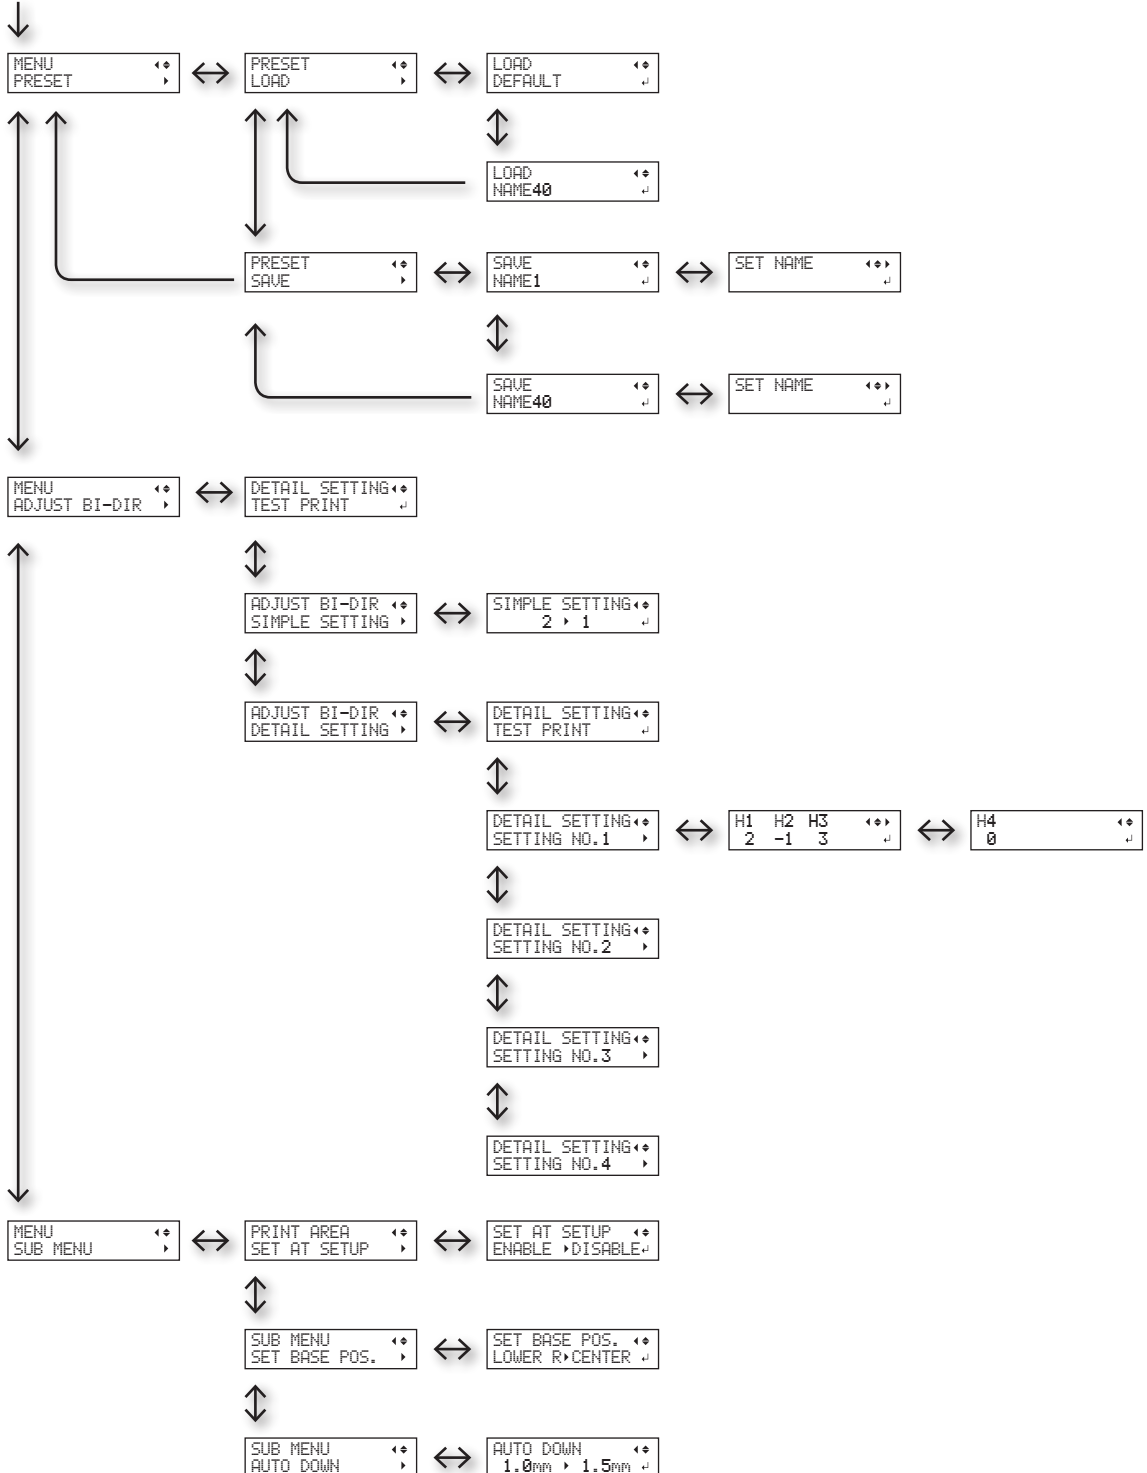 MENU
PRESET
PRESET
LOAD
LOAD
DEFAULT
LOAD
NAME40
PRESET
SAVE
SAVE
NAME1
SET NAME
SAVE
NAME40
SET NAME
MENU
ADJUST BI-DIR
DETAIL SETTING
TEST PRINT
ADJUST BI-DIR
SIMPLE SETTING
SIMPLE SETTING
2 ▸ 1
ADJUST BI-DIR
DETAIL SETTING
DETAIL SETTING
TEST PRINT
DETAIL SETTING
SETTING NO.1
H1 H2 H3
2 -1 3
H4
0
DETAIL SETTING
SETTING NO.2
DETAIL SETTING
SETTING NO.3
DETAIL SETTING
SETTING NO.4
MENU
SUB MENU
PRINT AREA
SET AT SETUP
SET AT SETUP
ENABLE ▸DISABLE
SUB MENU
SET BASE POS.
SET BASE POS.
LOWER R▸CENTER
SUB MENU
AUTO DOWN
AUTO DOWN
1.0mm ▸ 1.5mm